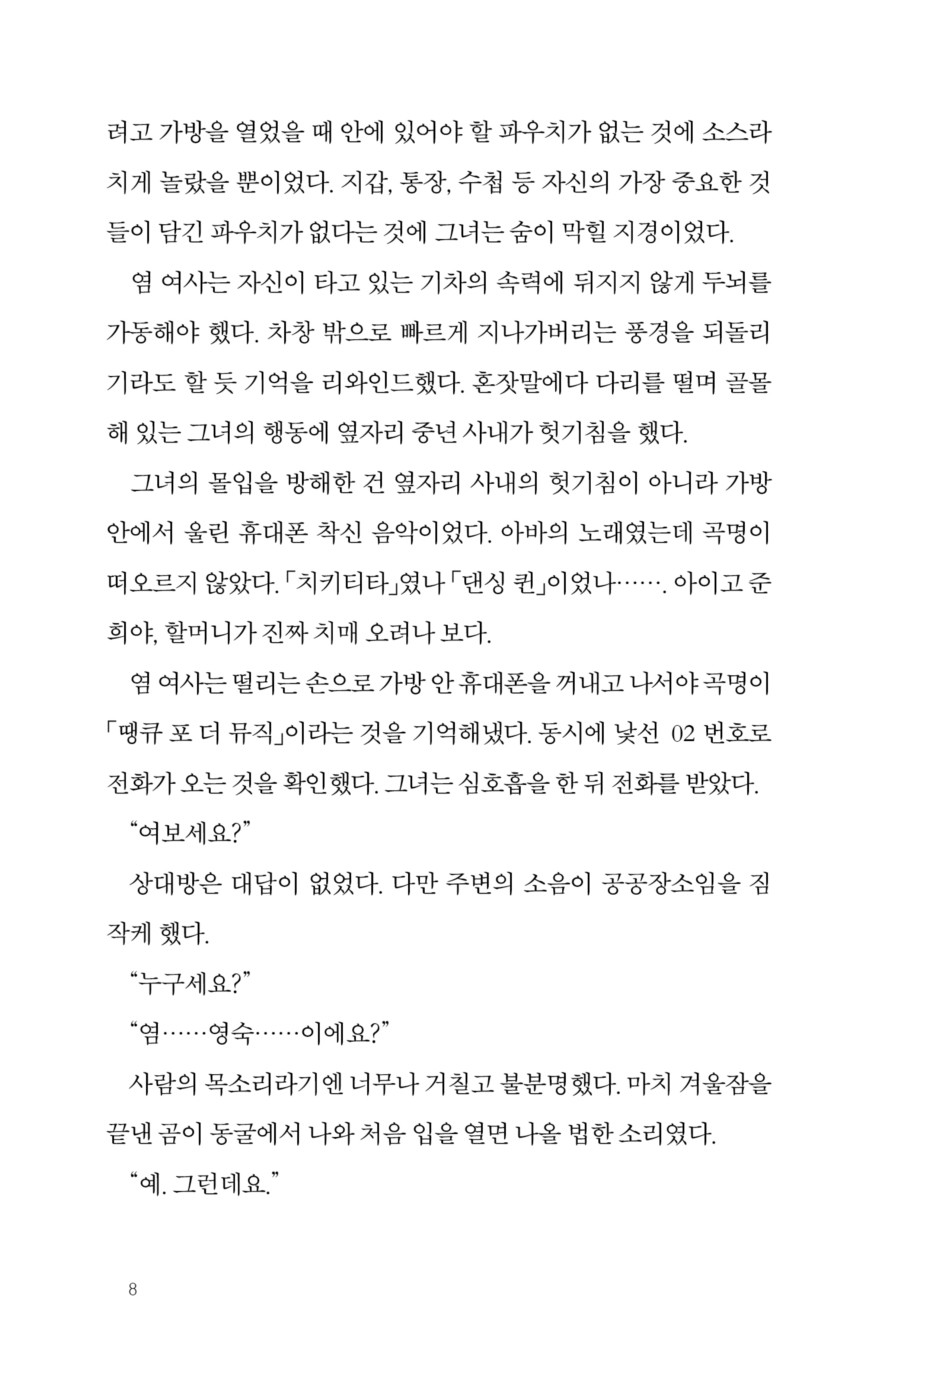 려고 가방을 열었을 때 안에 있어야 할 파우치가 없는 것에 소스라
치게 놀랐을 뿐이었다. 지갑, 통장, 수첩 등 자신의 가장 중요한 것
들이 담긴 파우치가 없다는 것에 그녀는 숨이 막힐 지경이었다.
염 여사는 자신이 타고 있는 기차의 속력에 뒤지지 않게 두뇌를
가동해야 했다. 차창 밖으로 빠르게 지나가버리는 풍경을 되돌리
기라도 할 듯 기억을 리와인드했다. 혼잣말에다 다리를 떨며 골몰
해 있는 그녀의 행동에 옆자리 중년 사내가 헛기침을 했다.
그녀의 몰입을 방해한 건 옆자리 사내의 헛기침이 아니라 가방
안에서 울린 휴대폰 착신 음악이었다. 아바의 노래였는데 곡명이
떠오르지 않았다. 「치키티타」였나 「댄싱 퀸」이었나……. 아이고 준
희야, 할머니가 진짜 치매 오려나 보다.
염 여사는 떨리는 손으로 가방 안 휴대폰을 꺼내고 나서야 곡명이
「땡큐 포 더 뮤직」이라는 것을 기억해냈다. 동시에 낯선 02 번호로
전화가 오는 것을 확인했다. 그녀는 심호흡을 한 뒤 전화를 받았다.
“여보세요?”
상대방은 대답이 없었다. 다만 주변의 소음이 공공장소임을 짐
작케 했다.
“누구세요?”
“염……영숙……이에요?”
사람의 목소리라기엔 너무나 거칠고 불분명했다. 마치 겨울잠을
끝낸 곰이 동굴에서 나와 처음 입을 열면 나올 법한 소리였다.
“예. 그런데요.”
8